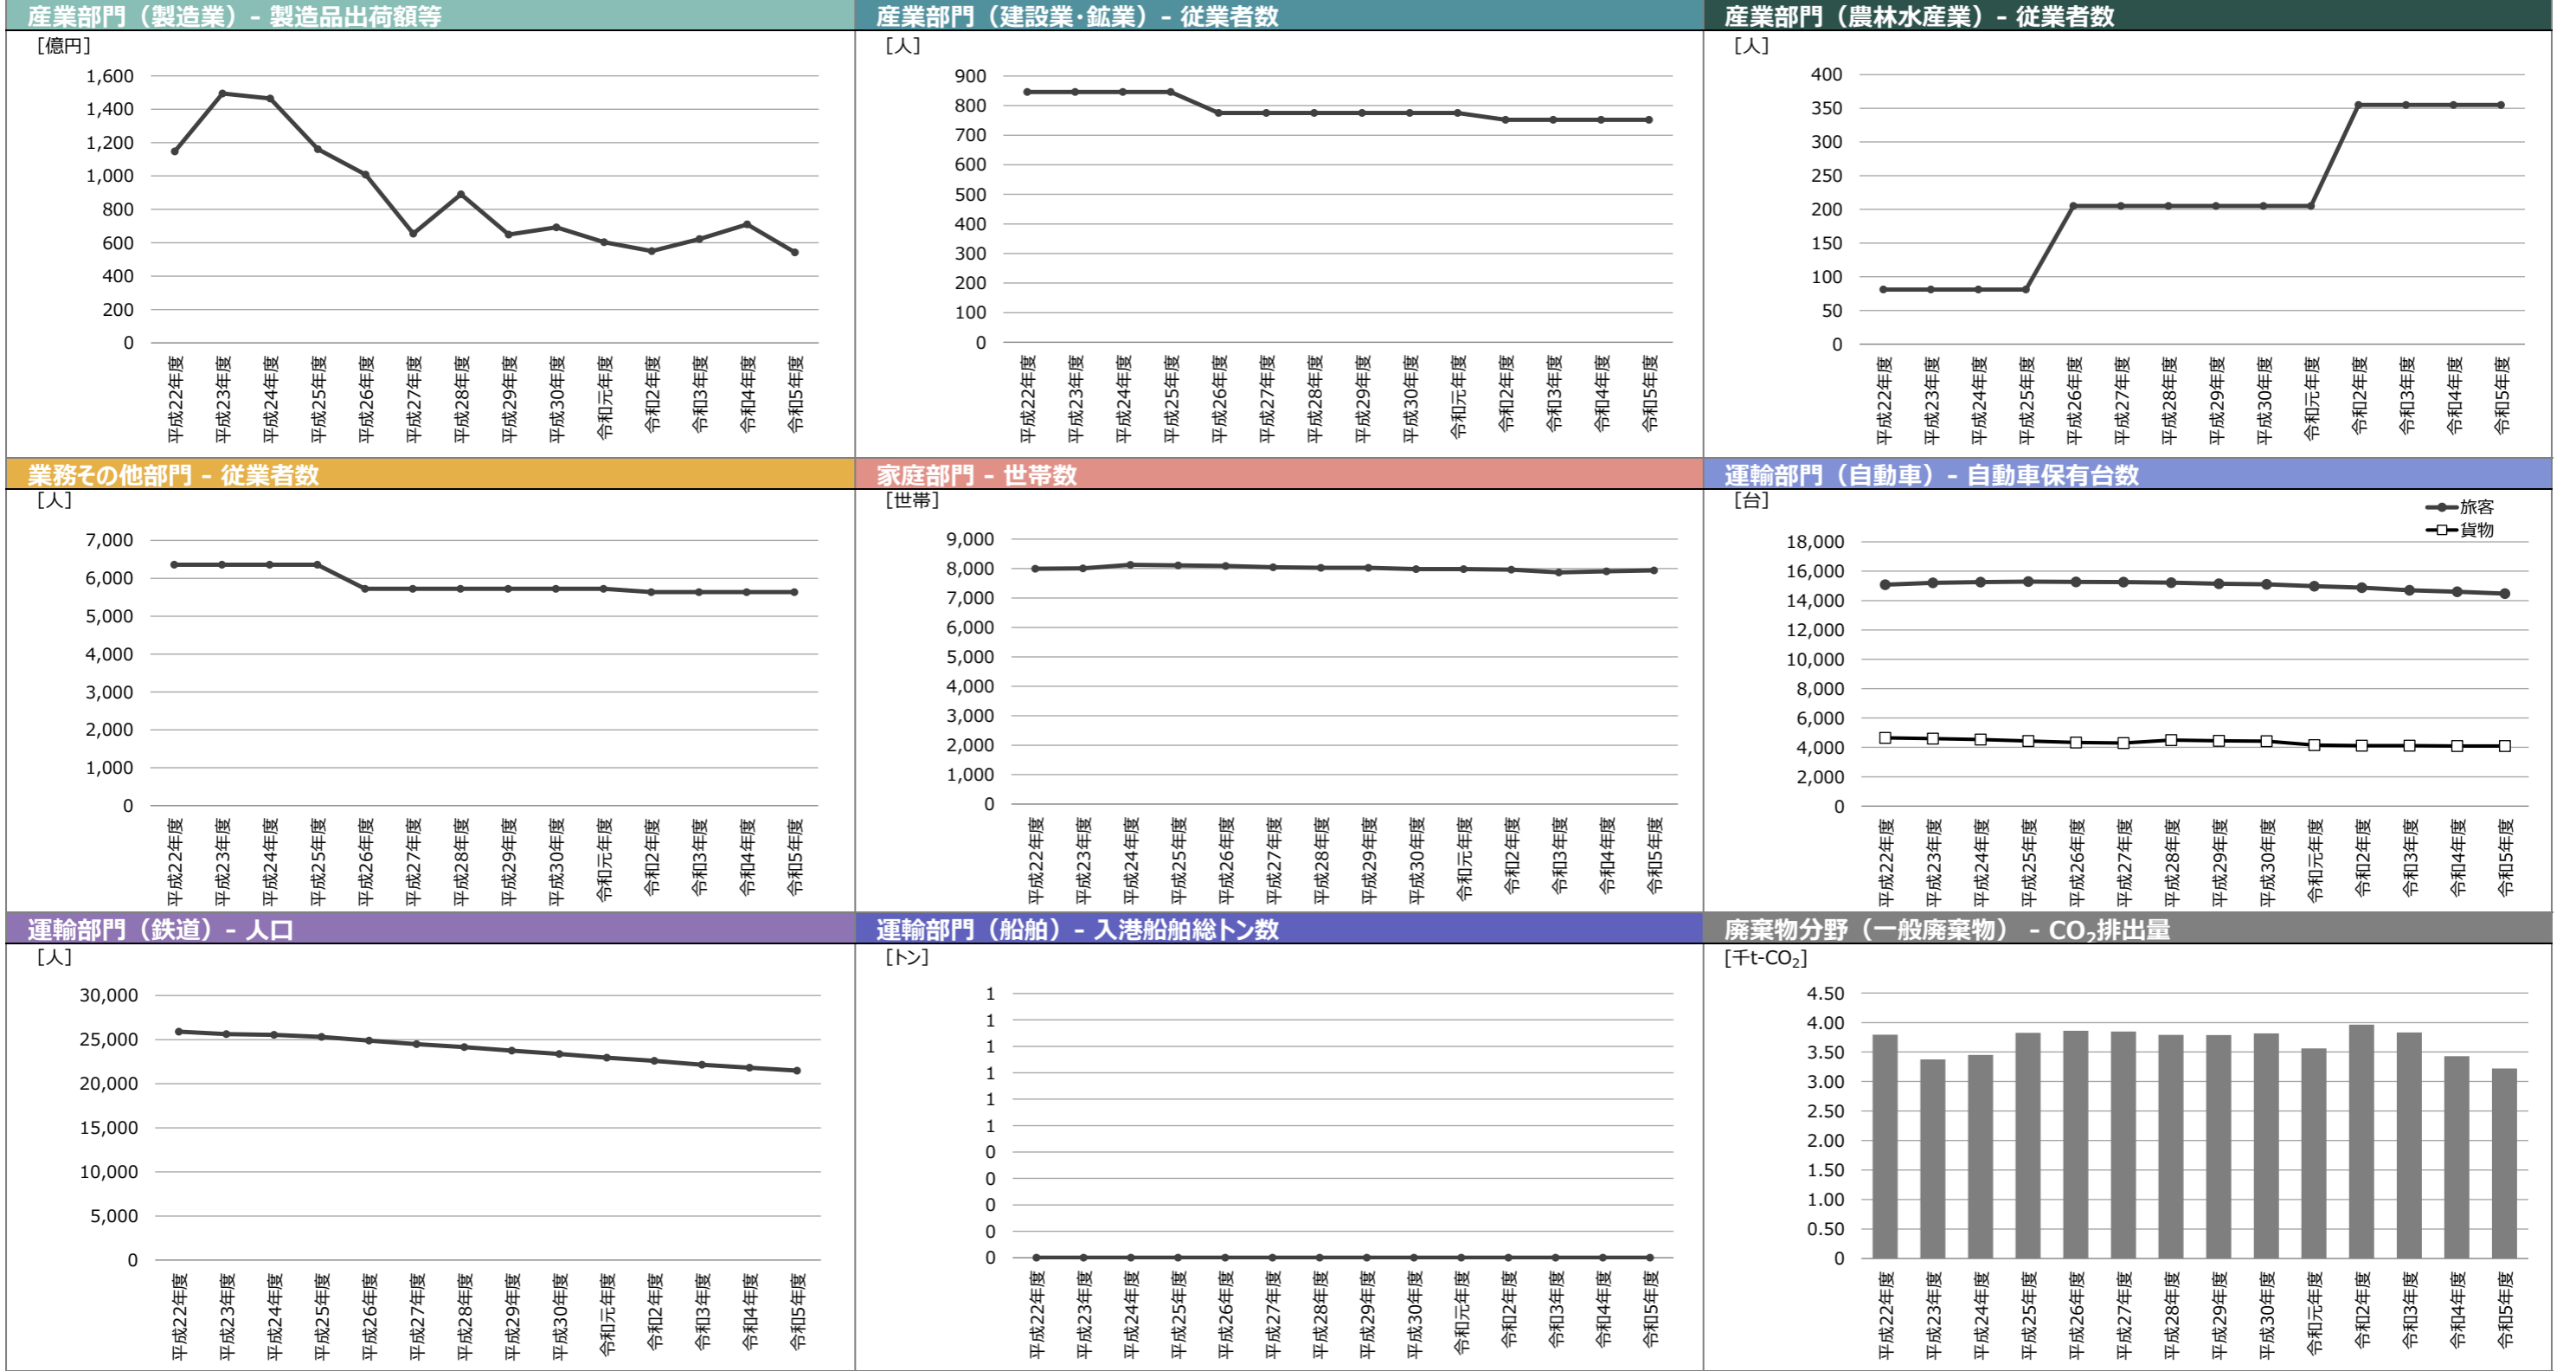 産業部門（製造業）- 製造品出荷額等
[億円]
1,600
1,400
1,200
1,000
800
600
400
200
0
平成22年度
平成23年度
平成24年度
平成25年度
平成26年度
平成27年度
平成28年度
平成29年度
平成30年度
令和元年度
令和2年度
令和3年度
令和4年度
令和5年度
産業部門（建設業・鉱業）- 従業者数
[人]
900
800
700
600
500
400
300
200
100
0
平成22年度
平成23年度
平成24年度
平成25年度
平成26年度
平成27年度
平成28年度
平成29年度
平成30年度
令和元年度
令和2年度
令和3年度
令和4年度
令和5年度
産業部門（農林水産業）- 従業者数
[人]
400
350
300
250
200
150
100
50
0
平成22年度
平成23年度
平成24年度
平成25年度
平成26年度
平成27年度
平成28年度
平成29年度
平成30年度
令和元年度
令和2年度
令和3年度
令和4年度
令和5年度
業務その他部門 - 従業者数
[人]
7,000
6,000
5,000
4,000
3,000
2,000
1,000
0
平成22年度
平成23年度
平成24年度
平成25年度
平成26年度
平成27年度
平成28年度
平成29年度
平成30年度
令和元年度
令和2年度
令和3年度
令和4年度
令和5年度
家庭部門 - 世帯数
[世帯]
9,000
8,000
7,000
6,000
5,000
4,000
3,000
2,000
1,000
0
平成22年度
平成23年度
平成24年度
平成25年度
平成26年度
平成27年度
平成28年度
平成29年度
平成30年度
令和元年度
令和2年度
令和3年度
令和4年度
令和5年度
運輸部門（自動車）- 自動車保有台数
[台]
旅客
貨物
18,000
16,000
14,000
12,000
10,000
8,000
6,000
4,000
2,000
0
平成22年度
平成23年度
平成24年度
平成25年度
平成26年度
平成27年度
平成28年度
平成29年度
平成30年度
令和元年度
令和2年度
令和3年度
令和4年度
令和5年度
運輸部門（鉄道）- 人口
[人]
30,000
25,000
20,000
15,000
10,000
5,000
0
平成22年度
平成23年度
平成24年度
平成25年度
平成26年度
平成27年度
平成28年度
平成29年度
平成30年度
令和元年度
令和2年度
令和3年度
令和4年度
令和5年度
運輸部門（船舶）- 入港船舶総トン数
[トン]
1
1
1
1
1
1
0
0
0
0
0
平成22年度
平成23年度
平成24年度
平成25年度
平成26年度
平成27年度
平成28年度
平成29年度
平成30年度
令和元年度
令和2年度
令和3年度
令和4年度
令和5年度
廃棄物分野（一般廃棄物） - CO₂排出量
[千t-CO₂]
4.50
4.00
3.50
3.00
2.50
2.00
1.50
1.00
0.50
0
平成22年度
平成23年度
平成24年度
平成25年度
平成26年度
平成27年度
平成28年度
平成29年度
平成30年度
令和元年度
令和2年度
令和3年度
令和4年度
令和5年度